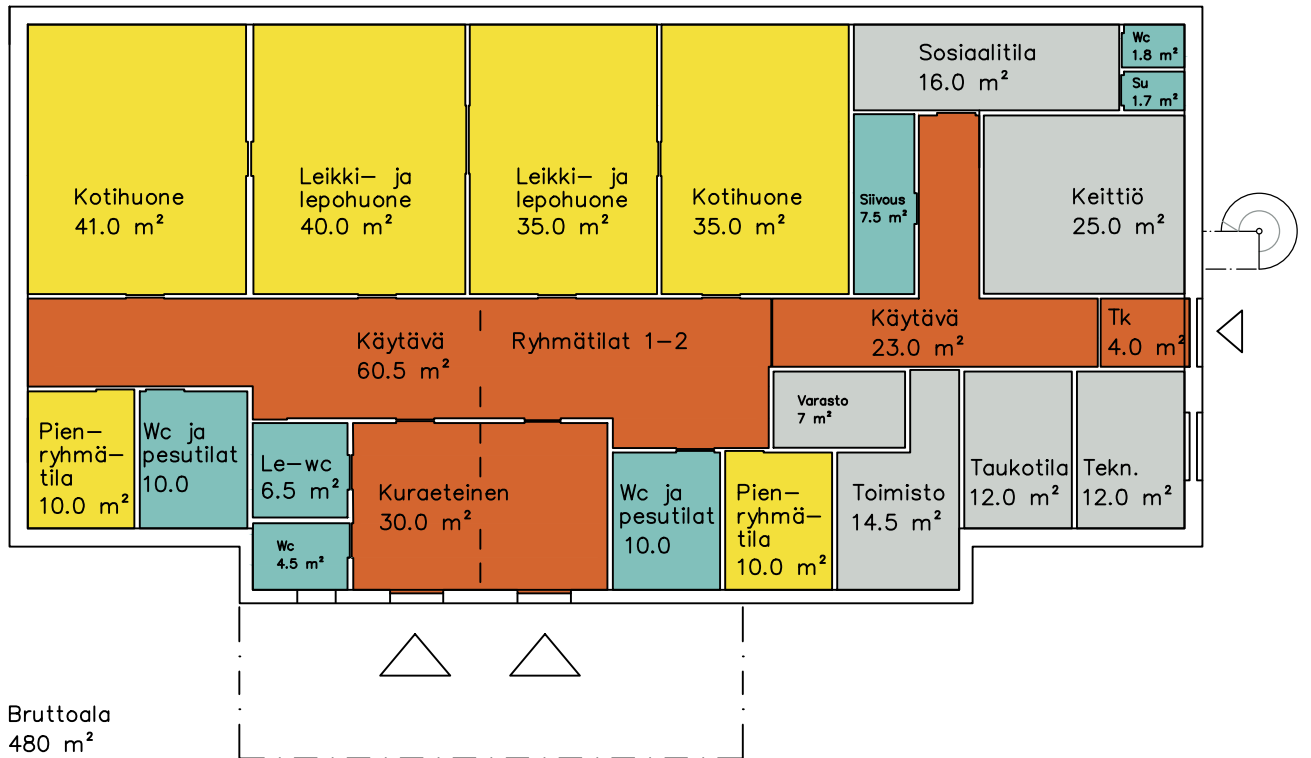 Sosiaalitila
16.0 m²
Wc
1.8 m²
Su
1.7 m²
Kotihuone
41.0 m²
Leikki– ja
lepohuone
40.0 m²
Leikki– ja
lepohuone
35.0 m²
Kotihuone
35.0 m²
Siivous
7.5 m²
Keittiö
25.0 m²
Käytävä
60.5 m²
Ryhmätilat 1–2
Käytävä
23.0 m²
Tk
4.0 m²
Pien–
ryhmä–
tila
10.0 m²
Wc ja
pesutilat
10.0
Le–wc
6.5 m²
Wc
4.5 m²
Kuraeteinen
30.0 m²
Wc ja
pesutilat
10.0
Pien–
ryhmä–
tila
10.0 m²
Varasto
7 m²
Toimisto
14.5 m²
Taukotila
12.0 m²
Tekn.
12.0 m²
Bruttoala
480 m²